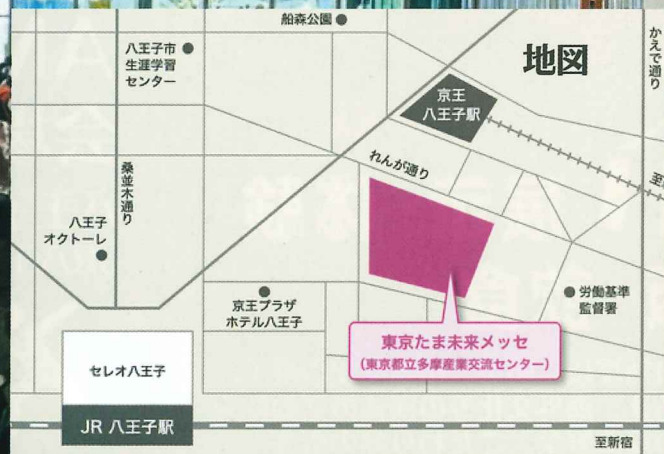 船森公園
地図
かえで通り
八王子市
生涯学習
センター
京王
八王子駅
れんが通り
至
桑並木通り
八王子
オクトーレ
京王プラザ
ホテル八王子
労働基準
監督署
東京たま未来メッセ
(東京都立多摩産業交流センター)
セレオ八王子
JR 八王子駅
至新宿